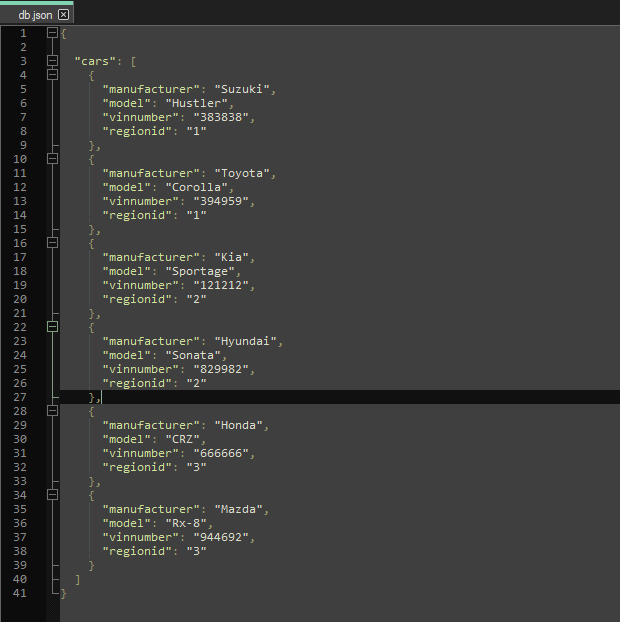 db.json
1 {
2
3 "cars": [
4 {
5 "manufacturer": "Suzuki",
6 "model": "Hustler",
7 "vinnumber": "383838",
8 "regionid": "1"
9 },
10 {
11 "manufacturer": "Toyota",
12 "model": "Corolla",
13 "vinnumber": "394959",
14 "regionid": "1"
15 },
16 {
17 "manufacturer": "Kia",
18 "model": "Sportage",
19 "vinnumber": "121212",
20 "regionid": "2"
21 },
22 {
23 "manufacturer": "Hyundai",
24 "model": "Sonata",
25 "vinnumber": "829982",
26 "regionid": "2"
27 },
28 {
29 "manufacturer": "Honda",
30 "model": "CRZ",
31 "vinnumber": "666666",
32 "regionid": "3"
33 },
34 {
35 "manufacturer": "Mazda",
36 "model": "Rx-8",
37 "vinnumber": "944692",
38 "regionid": "3"
39 }
40 ]
41 }